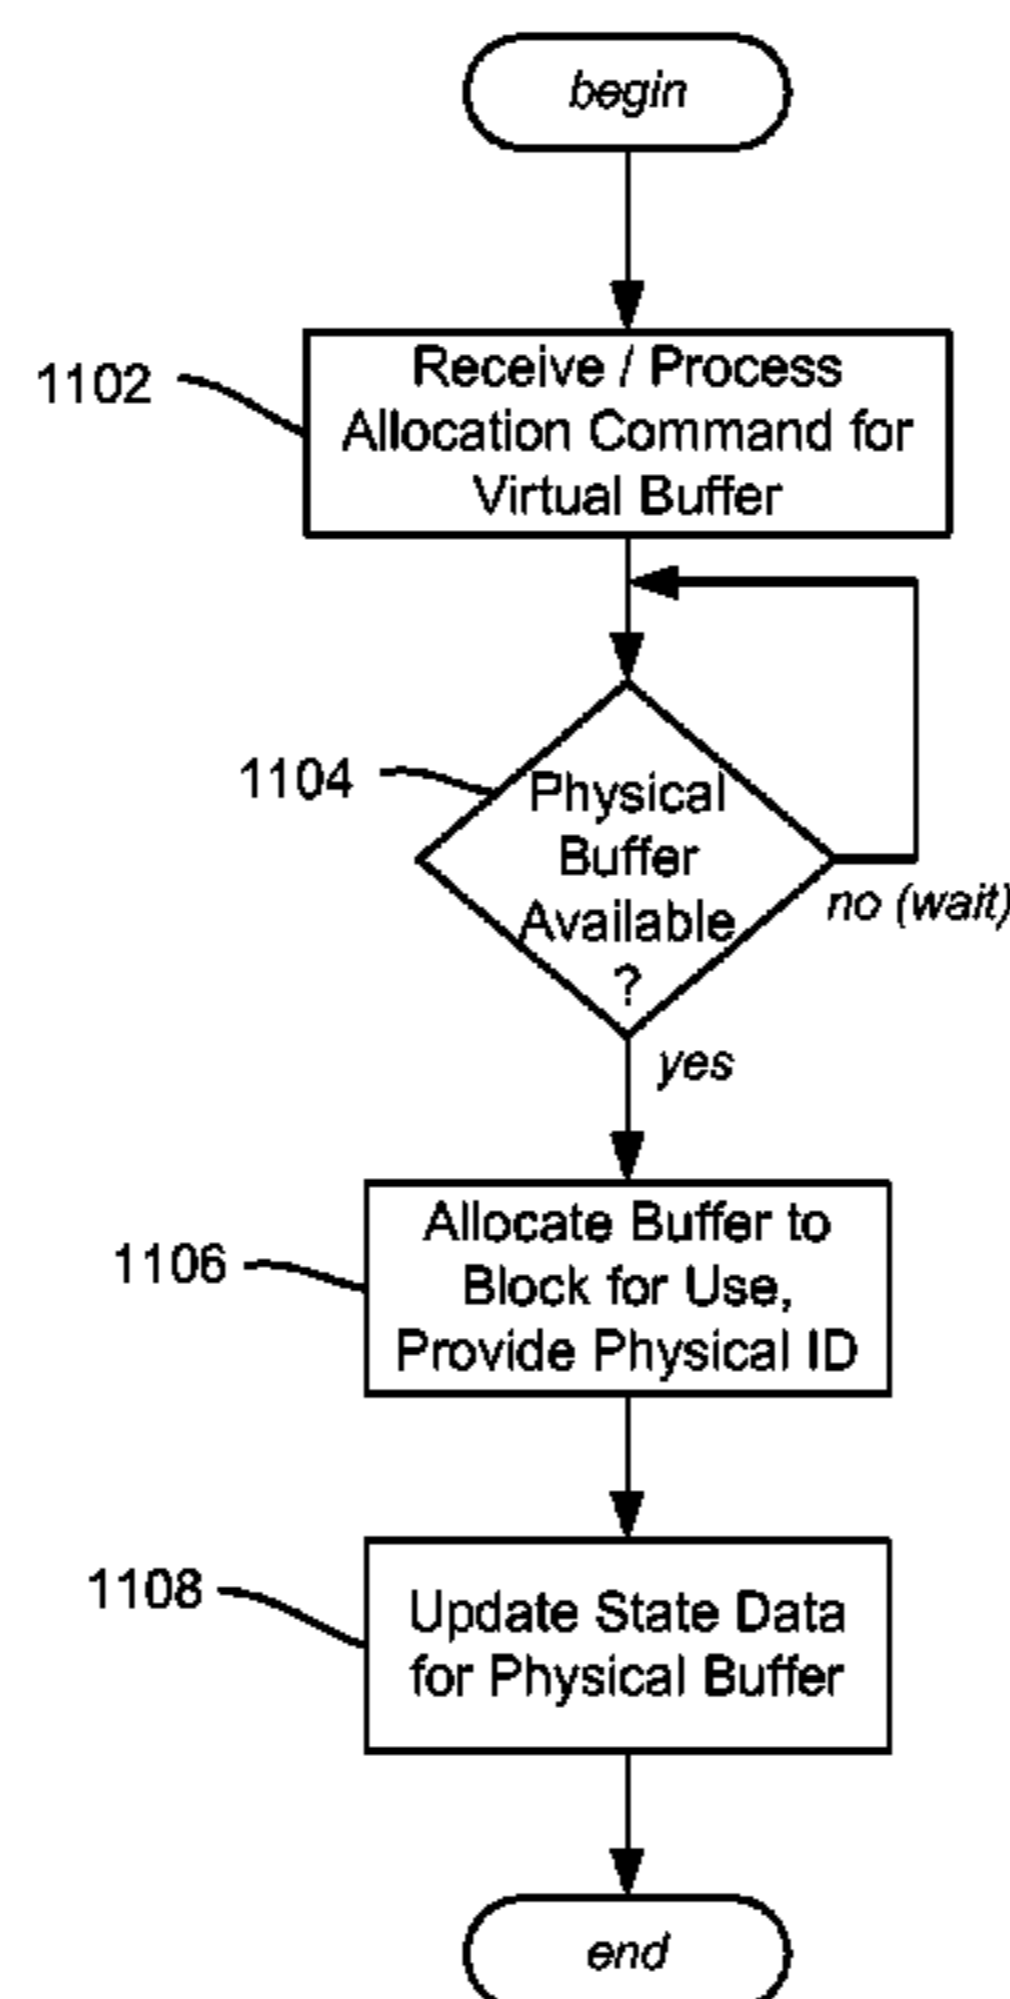 begin
1102
Receive / Process
Allocation Command for
Virtual Buffer
1104
Physical
Buffer
Available
?
no (wait)
yes
1106
Allocate Buffer to
Block for Use,
Provide Physical ID
1108
Update State Data
for Physical Buffer
end